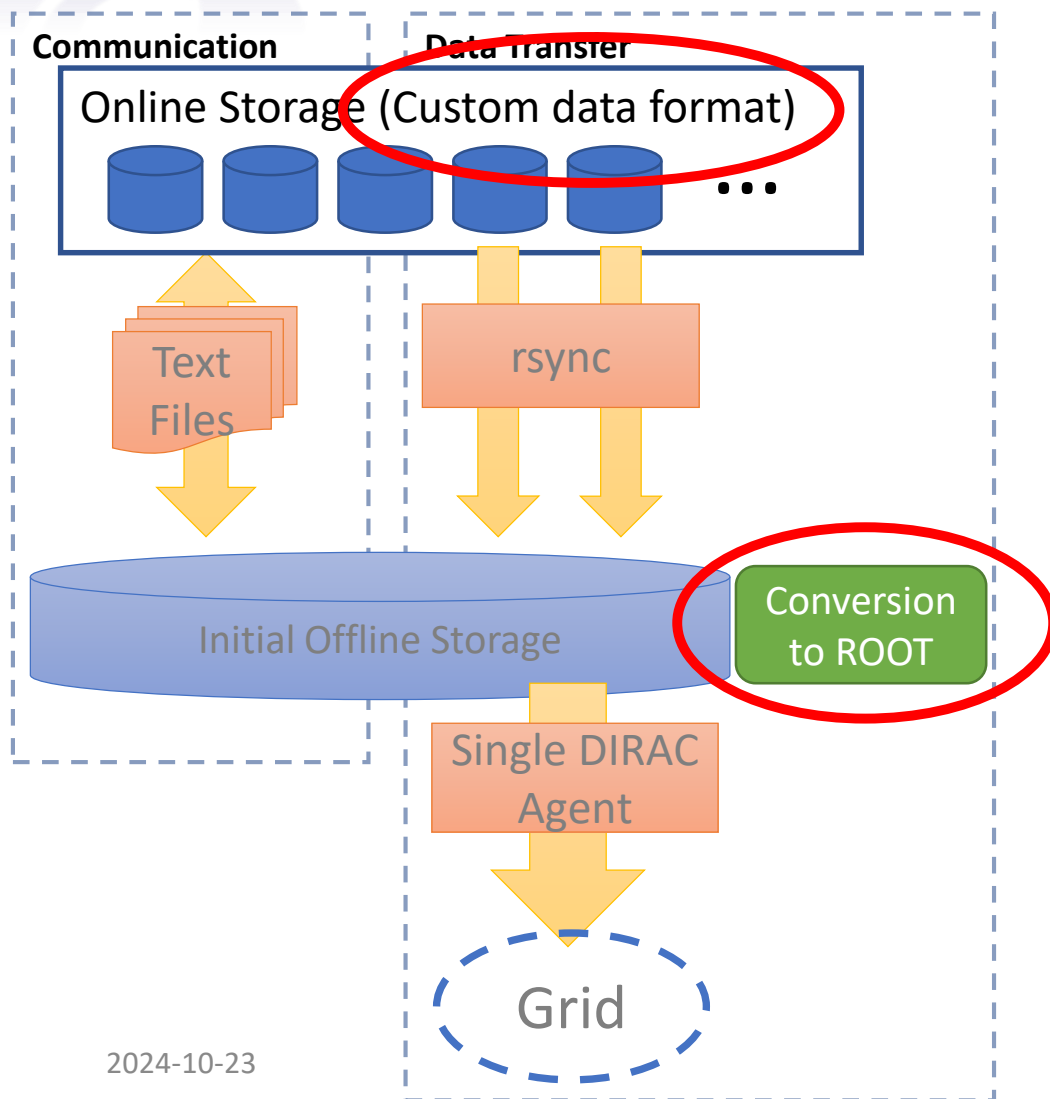 Communication
Data Transfer
Online Storage (Custom data format)
...
Text
Files
rsync
Initial Offline Storage
Conversion
to ROOT
Single DIRAC
Agent
Grid
2024-10-23